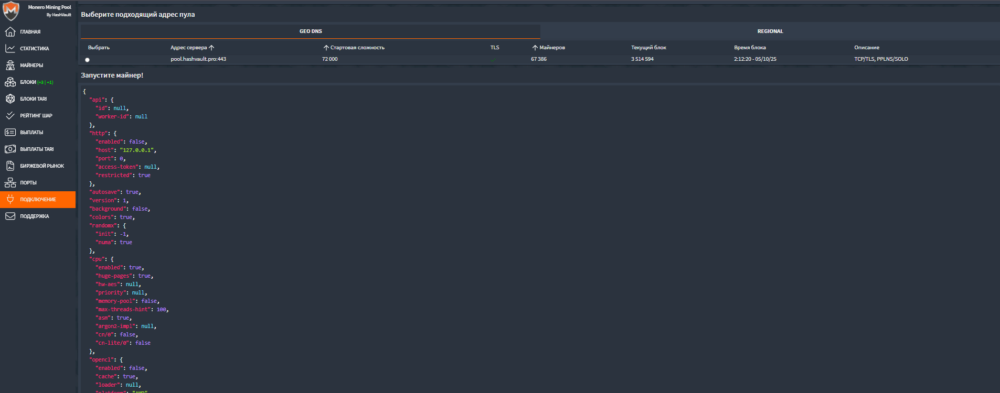 Monero Mining Pool
By HashVault
ГЛАВНАЯ
СТАТИСТИКА
МАЙНЕРЫ
БЛОКИ (+3 | +1)
БЛОКИ TARI
РЕЙТИНГ ШАР
ВЫПЛАТЫ
ВЫПЛАТЫ TARI
БИРЖЕВОЙ РЫНОК
ПОРТЫ
ПОДКЛЮЧЕНИЕ
ПОДДЕРЖКА
Выберите подходящий адрес пула
GEO DNS REGIONAL
Выбрать Адрес сервера Стартовая сложность TLS Майнеров Текущий блок Время блока Описание
pool.hashvault.pro:443 72 000 67 386 3 514 594 2:12:20 - 05/10/25 TCP/TLS, PPLNS/SOLO
Запустите майнер!
{
"api": {
"id": null,
"worker-id": null
},
"http": {
"enabled": false,
"host": "127.0.0.1",
"port": 0,
"access-token": null,
"restricted": true
},
"autosave": true,
"version": 1,
"background": false,
"colors": true,
"randomx": {
"init": -1,
"numa": true
},
"cpu": {
"enabled": true,
"huge-pages": true,
"hw-aes": null,
"priority": null,
"memory-pool": false,
"max-threads-hint": 100,
"asm": true,
"argon2-impl": null,
"cn/0": false,
"cn-lite/0": false
},
"opencl": {
"enabled": false,
"cache": true,
"loader": null,
"platform": "AMD"